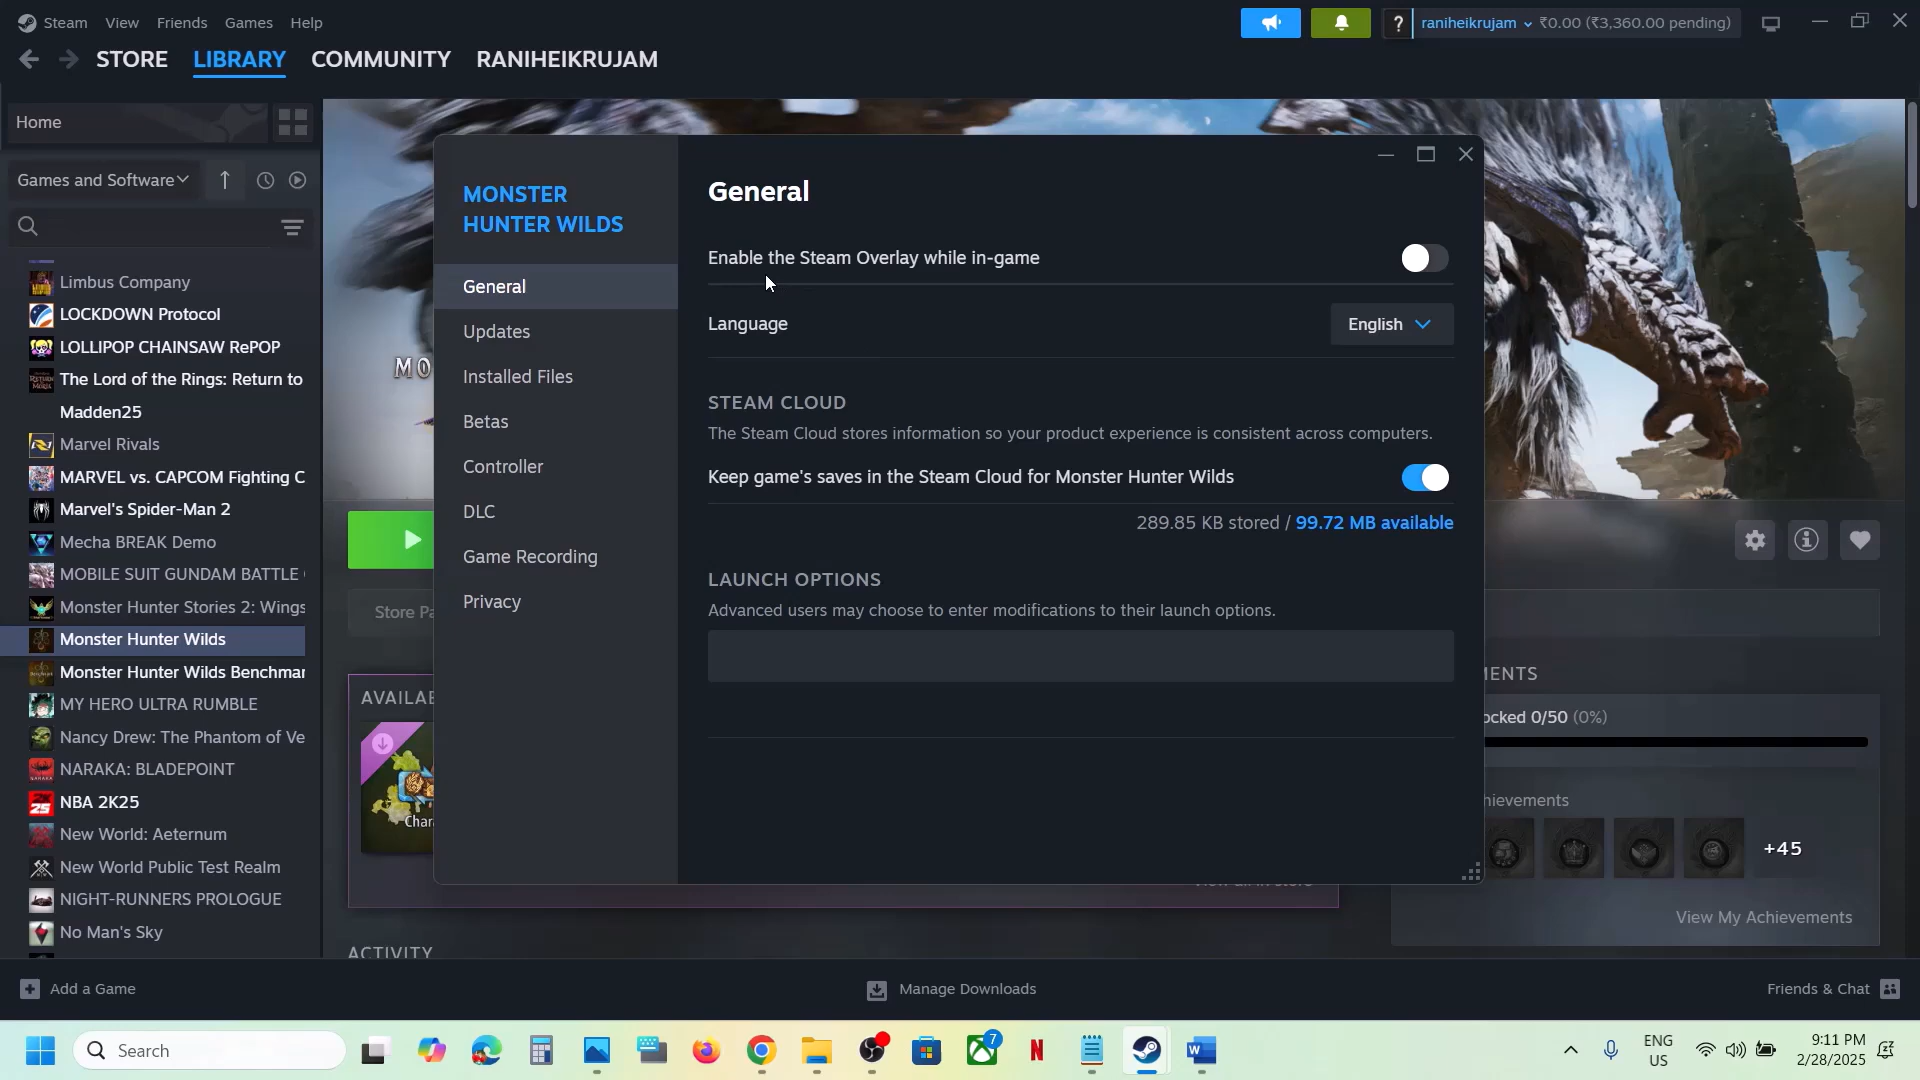 Steam View Friends Games Help
? raniheikrujam ₹0.00 (₹3,360.00 pending)
STORE LIBRARY COMMUNITY RANIHEIKRUJAM
Home
Games and Software
Limbus Company
LOCKDOWN Protocol
LOLLIPOP CHAINSAW RePOP
The Lord of the Rings: Return to
Madden25
Marvel Rivals
MARVEL vs. CAPCOM Fighting C
Marvel's Spider-Man 2
Mecha BREAK Demo
MOBILE SUIT GUNDAM BATTLE
Monster Hunter Stories 2: Wings
Monster Hunter Wilds
Monster Hunter Wilds Benchmar
MY HERO ULTRA RUMBLE
Nancy Drew: The Phantom of Ve
NARAKA: BLADEPOINT
NBA 2K25
New World: Aeternum
New World Public Test Realm
NIGHT-RUNNERS PROLOGUE
No Man's Sky
MONSTER
HUNTER WILDS
General
Updates
Installed Files
Betas
Controller
DLC
Game Recording
Privacy
General
Enable the Steam Overlay while in-game
Language English
STEAM CLOUD
The Steam Cloud stores information so your product experience is consistent across computers.
Keep game's saves in the Steam Cloud for Monster Hunter Wilds
289.85 KB stored / 99.72 MB available
LAUNCH OPTIONS
Advanced users may choose to enter modifications to their launch options.
MO
Store Pa
AVAILAB
Chara
ACTIVITY
MENTS
ocked 0/50 (0%)
hievements
+45
View My Achievements
Add a Game
Manage Downloads
Friends & Chat
Search
7
ENG
US
9:11 PM
2/28/2025